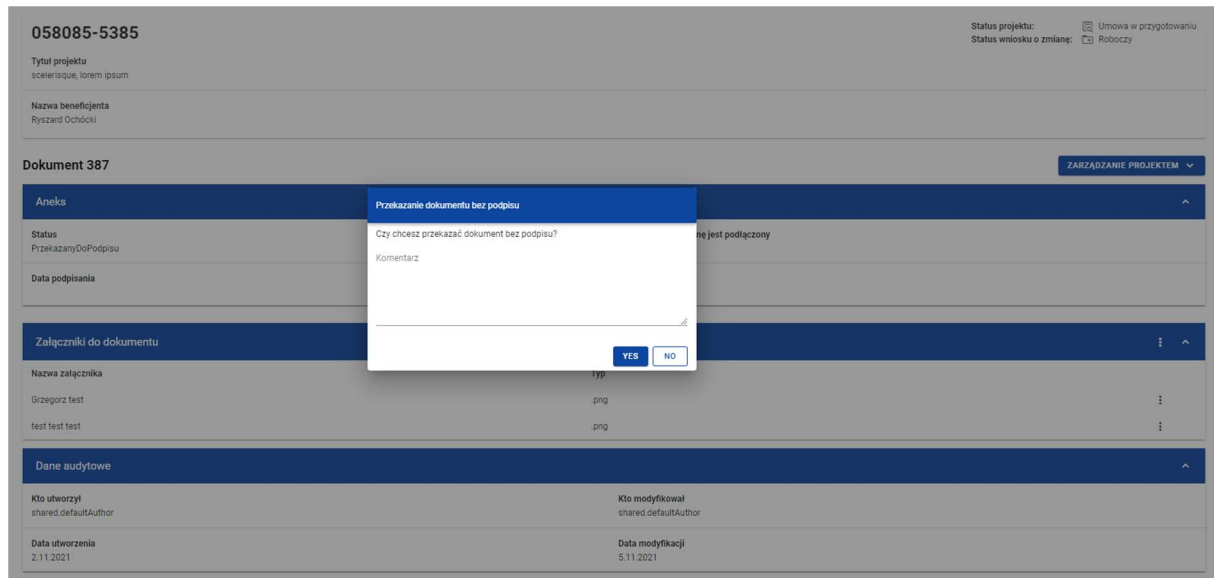 058085-5385
Status projektu: Umowa w przygotowaniu
Status wniosku o zmianę: Roboczy
Tytuł projektu
scelerisque, lorem ipsum
Nazwa beneficjenta
Ryszard Ochócki
Dokument 387
ZARZĄDZANIE PROJEKTEM
Aneks
Przekazanie dokumentu bez podpisu
Status
PrzekazanyDoPodpisu
Czy chcesz przekazać dokument bez podpisu?
nę jest podłączony
Komentarz
Data podpisania
Załączniki do dokumentu
YES NO
Nazwa załącznika Typ
Grzegorz test .png
test test test .png
Dane audytowe
Kto utworzył Kto modyfikował
shared.defaultAuthor shared.defaultAuthor
Data utworzenia Data modyfikacji
2.11.2021 5.11.2021